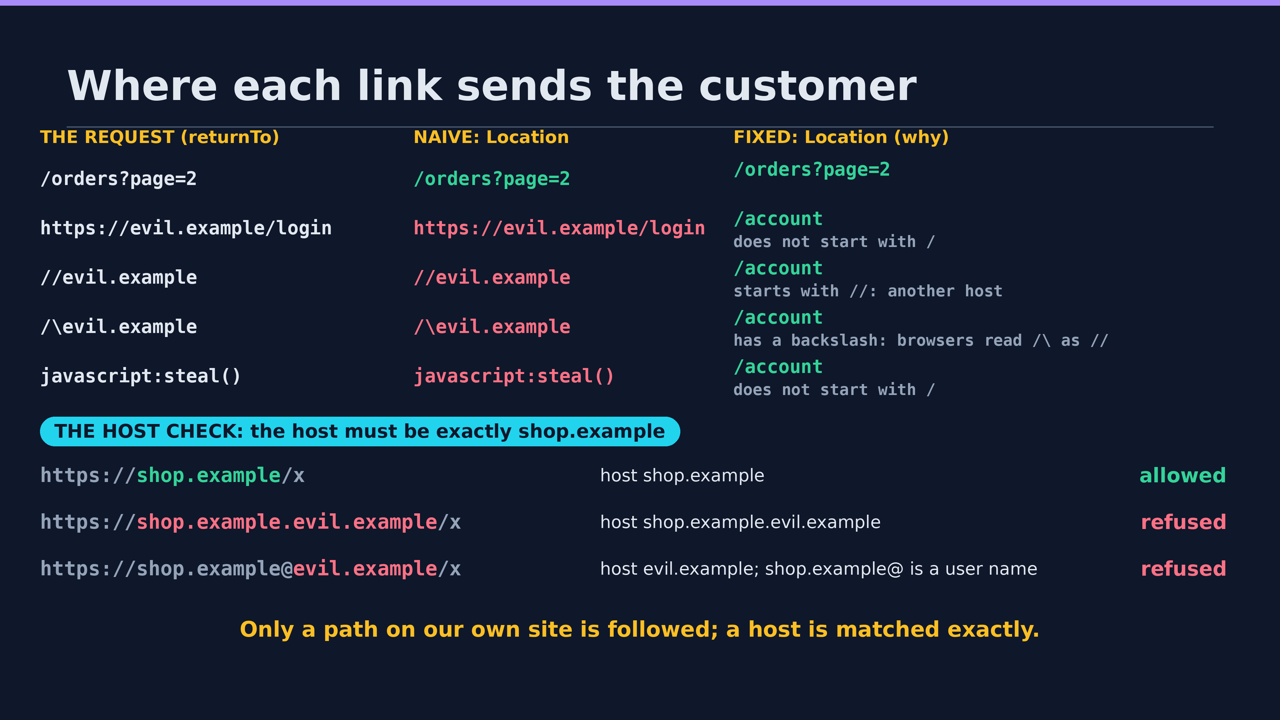 Where each link sends the customer
THE REQUEST (returnTo) NAIVE: Location FIXED: Location (why)
/orders?page=2 /orders?page=2 /orders?page=2
https://evil.example/login https://evil.example/login /account
does not start with /
//evil.example //evil.example /account
starts with //: another host
/\evil.example /\evil.example /account
has a backslash: browsers read /\ as //
javascript:steal() javascript:steal() /account
does not start with /
THE HOST CHECK: the host must be exactly shop.example
https://shop.example/x host shop.example allowed
https://shop.example.evil.example/x host shop.example.evil.example refused
https://shop.example@evil.example/x host evil.example; shop.example@ is a user name refused
Only a path on our own site is followed; a host is matched exactly.